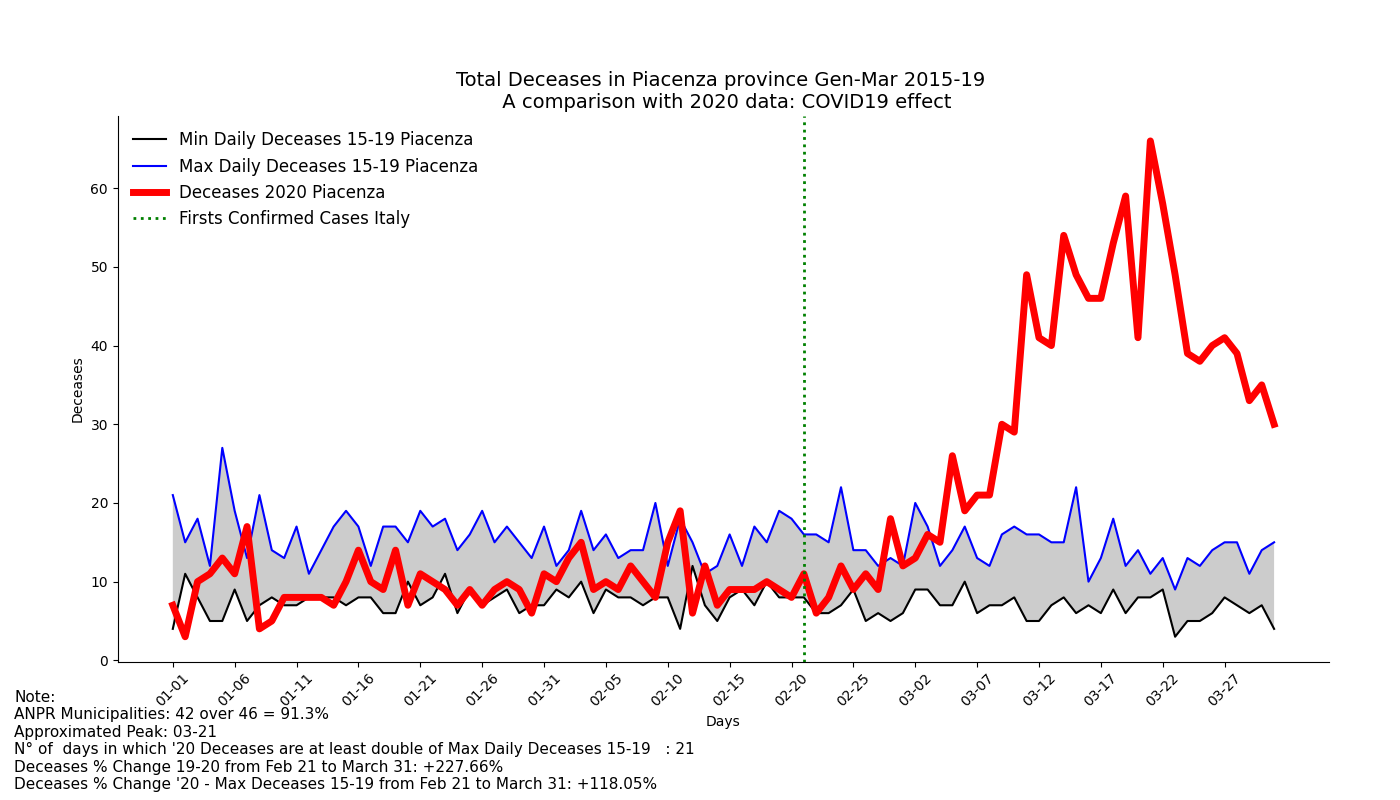 Total Deceases in Piacenza province Gen-Mar 2015-19
A comparison with 2020 data: COVID19 effect
Min Daily Deceases 15-19 Piacenza
Max Daily Deceases 15-19 Piacenza
Deceases 2020 Piacenza
Firsts Confirmed Cases Italy
60
50
40
30
20
10
0
Deceases
01-01 01-06 01-11 01-16 01-21 01-26 01-31 02-05 02-10 02-15 02-20 02-25 03-02 03-07 03-12 03-17 03-22 03-27
Days
Note:
ANPR Municipalities: 42 over 46 = 91.3%
Approximated Peak: 03-21
N° of  days in which '20 Deceases are at least double of Max Daily Deceases 15-19   : 21
Deceases % Change 19-20 from Feb 21 to March 31: +227.66%
Deceases % Change '20 - Max Deceases 15-19 from Feb 21 to March 31: +118.05%